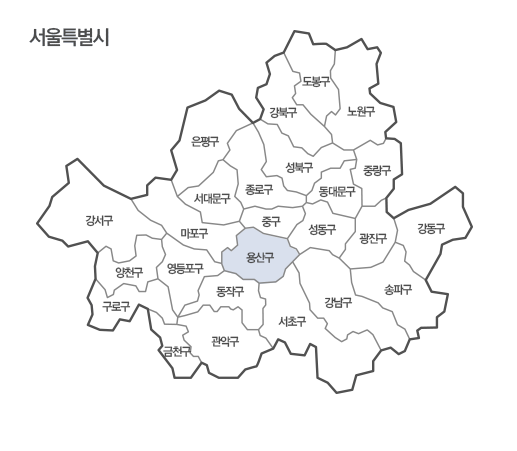 서울특별시
도봉구
노원구
강북구
은평구
성북구
중랑구
종로구
동대문구
서대문구
강서구
중구
성동구
강동구
마포구
광진구
용산구
양천구
영등포구
동작구
송파구
구로구
강남구
서초구
관악구
금천구